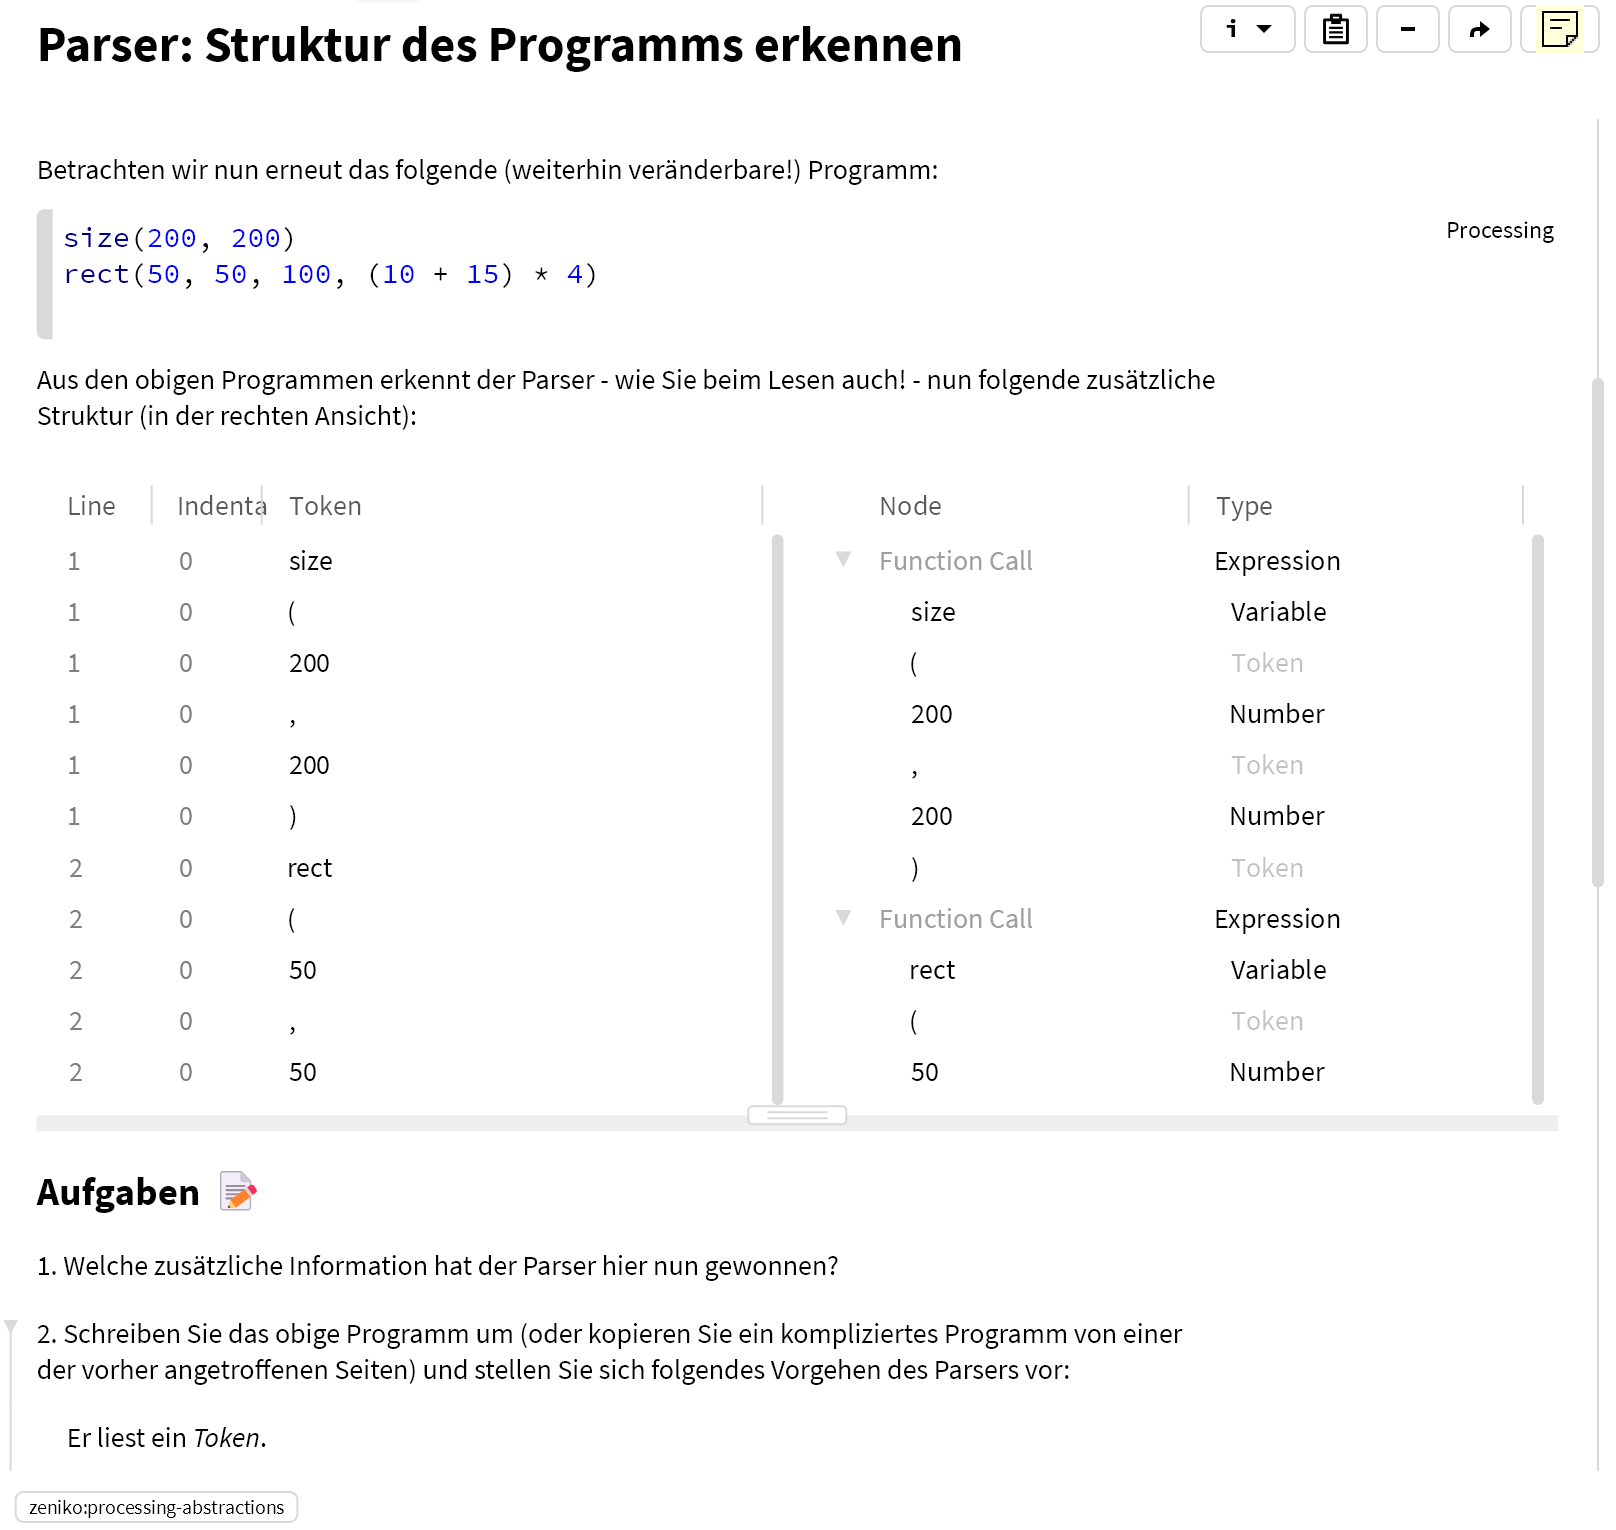 Parser: Struktur des Programms erkennen
i
Betrachten wir nun erneut das folgende (weiterhin veränderbare!) Programm:
size(200, 200)
rect(50, 50, 100, (10 + 15) * 4)
Processing
Aus den obigen Programmen erkennt der Parser - wie Sie beim Lesen auch! - nun folgende zusätzliche
Struktur (in der rechten Ansicht):
Line Indenta Token
1 0 size
1 0 (
1 0 200
1 0 ,
1 0 200
1 0 )
2 0 rect
2 0 (
2 0 50
2 0 ,
2 0 50
Node Type
Function Call Expression
size Variable
( Token
200 Number
, Token
200 Number
) Token
Function Call Expression
rect Variable
( Token
50 Number
Aufgaben
1. Welche zusätzliche Information hat der Parser hier nun gewonnen?
2. Schreiben Sie das obige Programm um (oder kopieren Sie ein kompliziertes Programm von einer
der vorher angetroffenen Seiten) und stellen Sie sich folgendes Vorgehen des Parsers vor:
Er liest ein Token.
zeniko:processing-abstractions